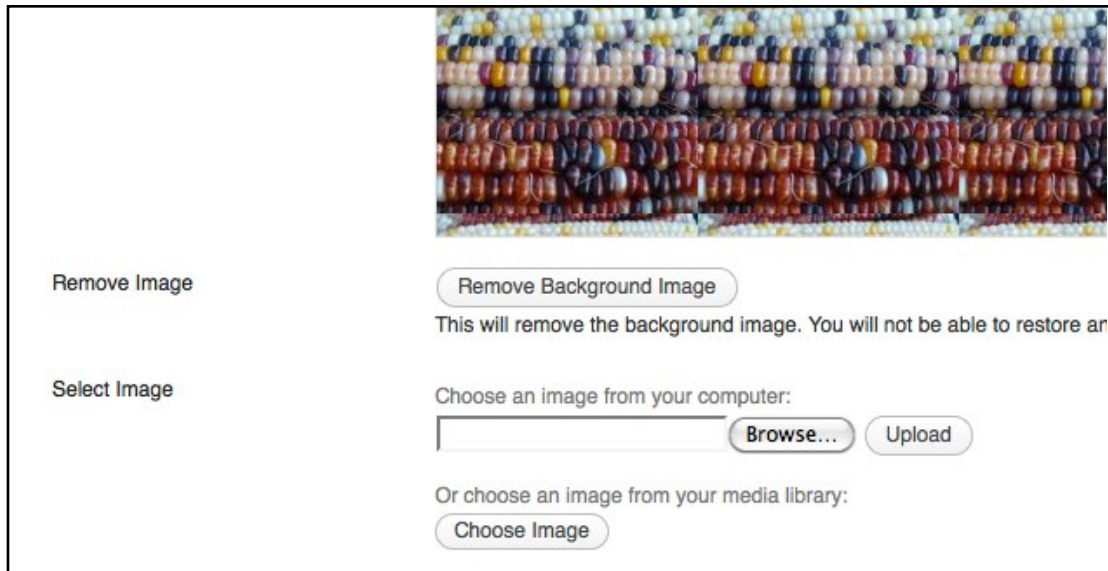 Remove Image
Remove Background Image
This will remove the background image. You will not be able to restore an
Select Image
Choose an image from your computer:
Browse... Upload
Or choose an image from your media library:
Choose Image